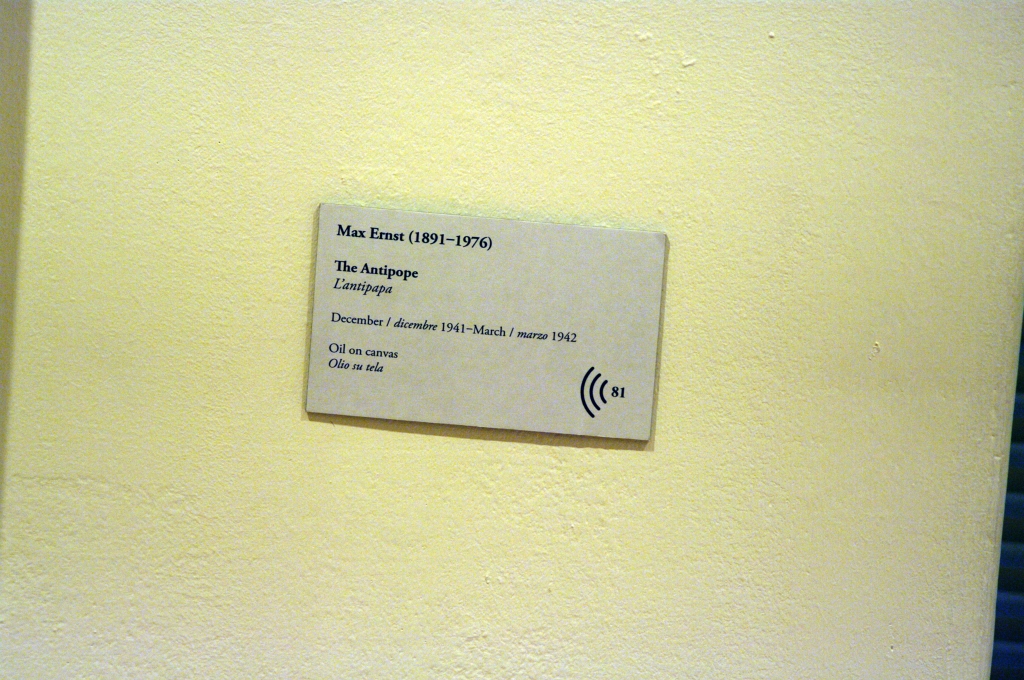 Max Ernst (1891–1976)
The Antipope
L'antipapa
December / dicembre 1941–March / marzo 1942
Oil on canvas
Olio su tela
81